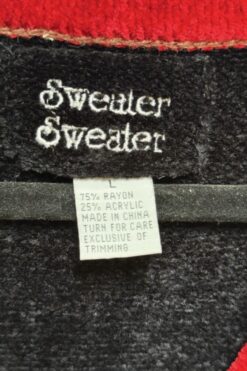 Sweater
Sweater
L
75% RAYON
25% ACRYLIC
MADE IN CHINA
TURN FOR CARE
EXCLUSIVE OF
TRIMMING